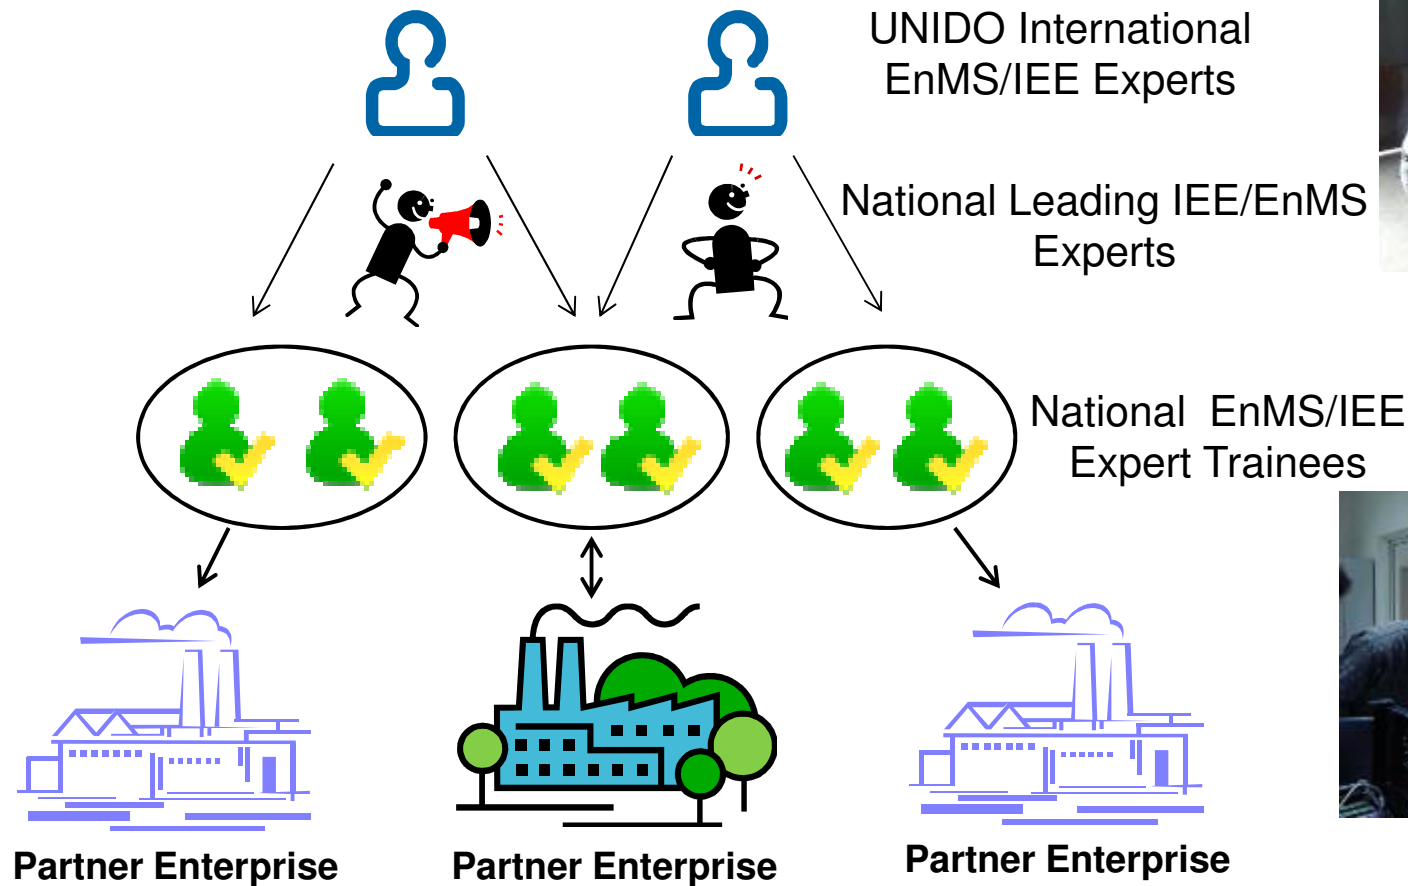 UNIDO International
EnMS/IEE Experts
National Leading IEE/EnMS
Experts
National EnMS/IEE
Expert Trainees
Partner Enterprise
Partner Enterprise
Partner Enterprise